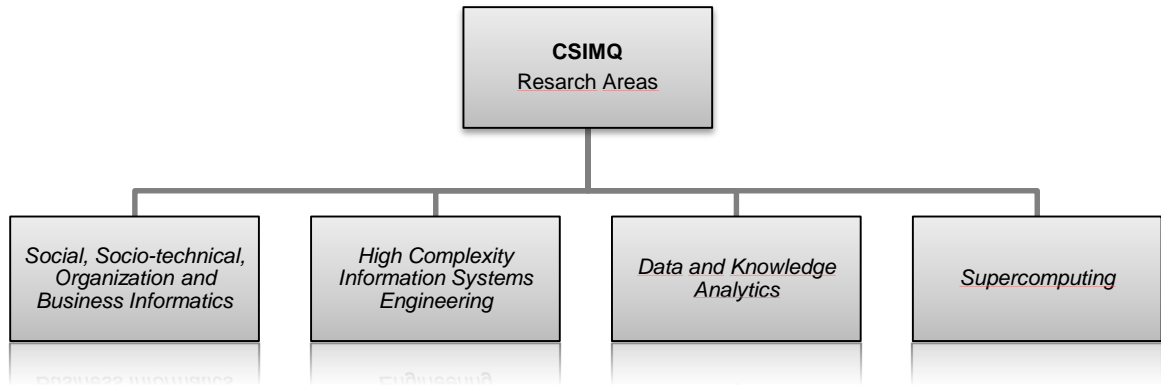 CSIMQ
Resarch Areas
Social, Socio-technical,
Organization and
Business Informatics
High Complexity
Information Systems
Engineering
Data and Knowledge
Analytics
Supercomputing